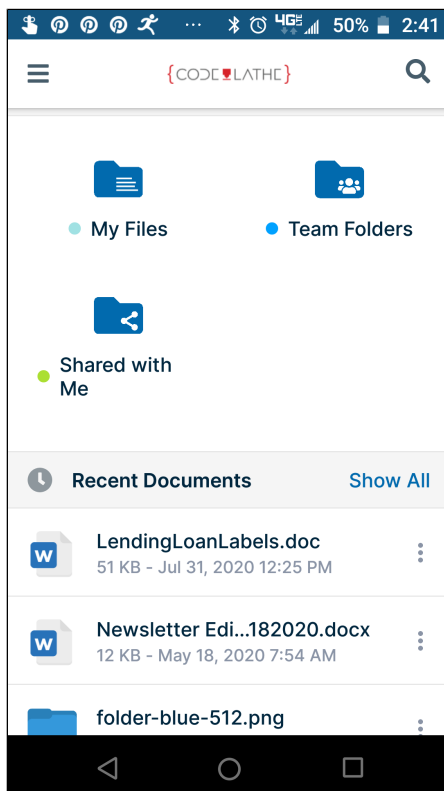 4GE 50% 2:41
{CODELATHE}
My Files
Team Folders
Shared with
Me
Recent Documents Show All
W
LendingLoanLabels.doc
51 KB - Jul 31, 2020 12:25 PM
W
Newsletter Edi...182020.docx
12 KB - May 18, 2020 7:54 AM
folder-blue-512.png